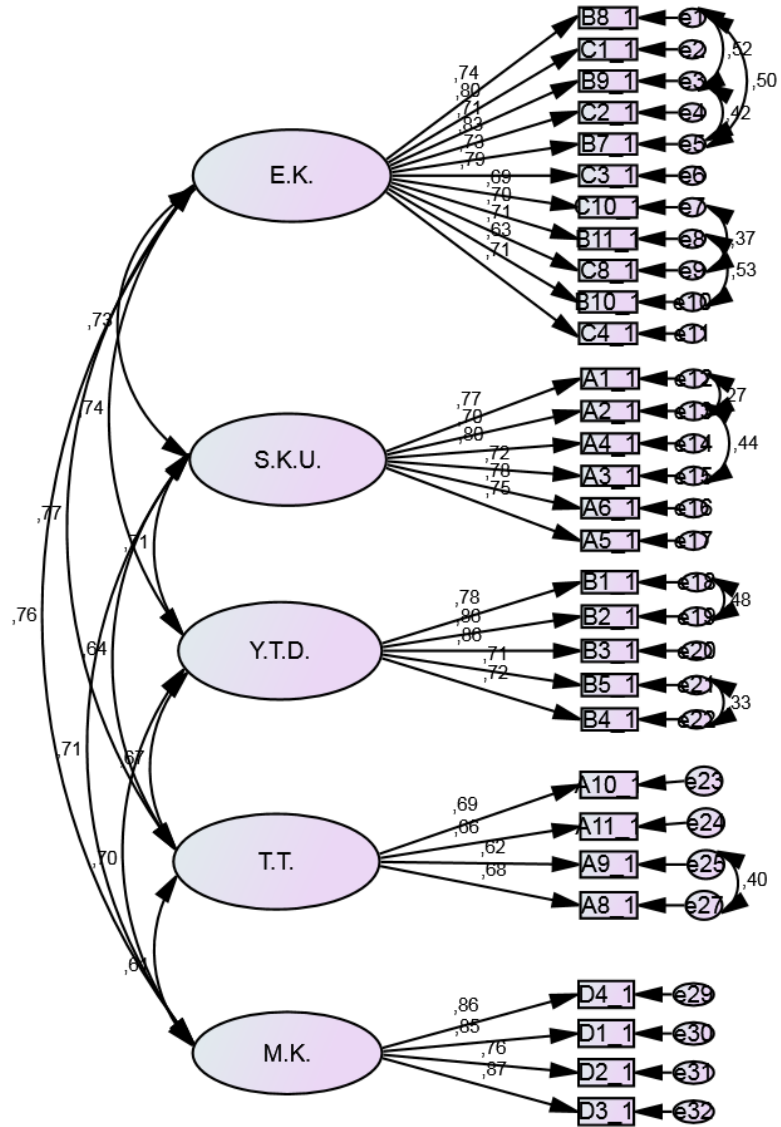 B8_1 e1
C1_1 e2
,52
B9_1 e3
,50
,74
,80
,71
C2_1 e4
,42
,83
,73
B7_1 e5
,79
E.K.
C3_1 e6
,69
,70
C10_1 e7
,71
B11_1 e8
,37
,63
,71
C8_1 e9
,53
B10_1 e10
C4_1 e11
,73
A1_1 e12
,27
,77
,70
A2_1 e13
,74
,80
A4_1 e14
,44
,72
S.K.U.
,78
A3_1 e15
,75
A6_1 e16
,77
A5_1 e17
,71
B1_1 e18
,78
,48
,76
B2_1 e19
,64
Y.T.D.
B3_1 e20
,71
,72
B5_1 e21
,33
B4_1 e22
,71
,67
A10_1 e23
,69
,66
A11_1 e24
,62
,70
T.T.
A9_1 e25
,68
,40
A8_1 e27
D4_1 e29
,86
,85
D1_1 e30
,76
M.K.
,87
D2_1 e31
D3_1 e32